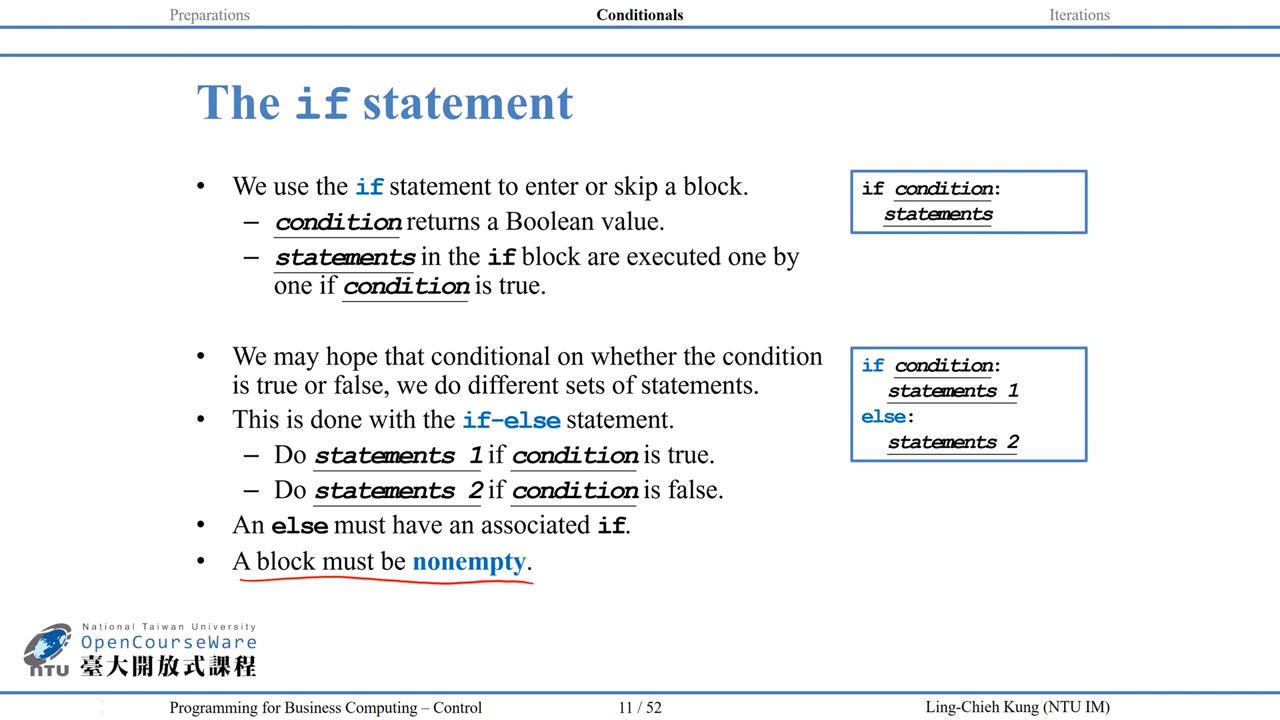 Preparations
Conditionals
Iterations
The if statement
• We use the if statement to enter or skip a block.
– condition returns a Boolean value.
– statements in the if block are executed one by
one if condition is true.
if condition:
statements
• We may hope that conditional on whether the condition
is true or false, we do different sets of statements.
• This is done with the if-else statement.
– Do statements 1 if condition is true.
– Do statements 2 if condition is false.
• An else must have an associated if.
• A block must be nonempty.
if condition:
statements 1
else:
statements 2
National Taiwan University
OpenCourseWare
NTU 臺大開放式課程
Programming for Business Computing – Control
11 / 52
Ling-Chieh Kung (NTU IM)